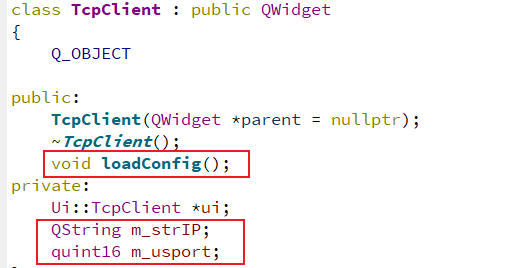 class TcpClient : public QWidget
{
Q_OBJECT
public:
TcpClient(QWidget *parent = nullptr);
~TcpClient();
void loadConfig();
private:
Ui::TcpClient *ui;
QString m_strIP;
quint16 m_usport;